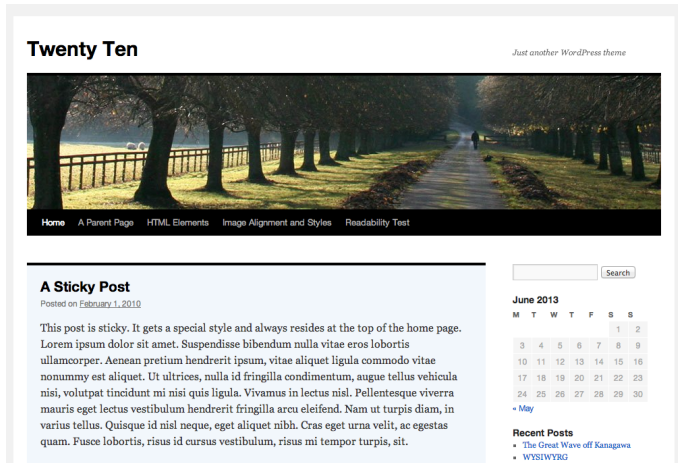 Twenty Ten
Just another WordPress theme
Home A Parent Page HTML Elements Image Alignment and Styles Readability Test
A Sticky Post
Posted on February 1, 2010
This post is sticky. It gets a special style and always resides at the top of the home page.
Lorem ipsum dolor sit amet. Suspendisse bibendum nulla vitae eros lobortis
ullamcorper. Aenean pretium hendrerit ipsum, vitae aliquet ligula commodo vitae
nonummy est aliquet. Ut ultrices, nulla id fringilla condimentum, augue tellus vehicula
nisi, volutpat tincidunt mi nisi quis ligula. Vivamus in lectus nisl. Pellentesque viverra
mauris eget lectus vestibulum hendrerit fringilla arcu eleifend. Nam ut turpis diam, in
varius tellus. Quisque id nisl neque, eget aliquet nibh. Cras eget urna velit, ac egestas
quam. Fusce lobortis, risus id cursus vestibulum, risus mi tempor turpis, sit.
Search
June 2013
M T W T F S S
1 2
3 4 5 6 7 8 9
10 11 12 13 14 15 16
17 18 19 20 21 22 23
24 25 26 27 28 29 30
« May
Recent Posts
The Great Wave off Kanagawa
WYSIWYRG